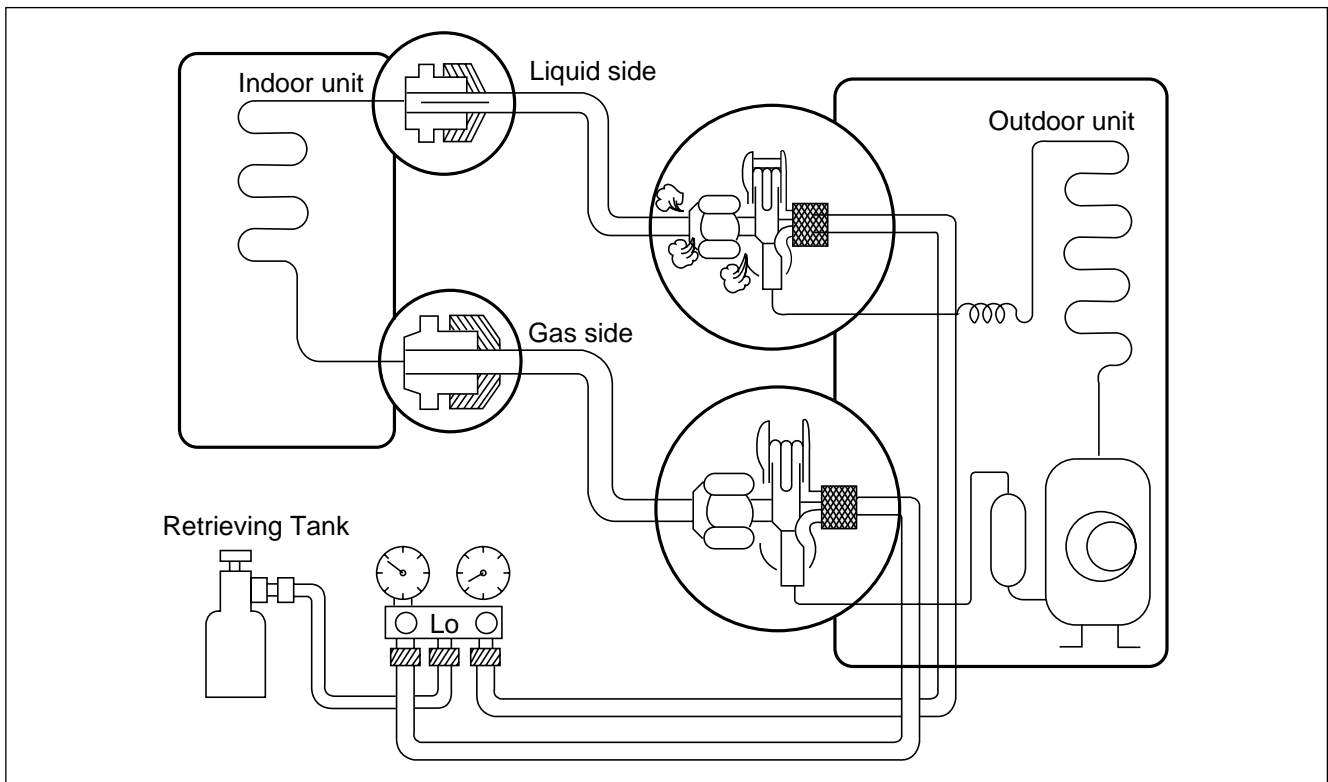 Indoor unit
Liquid side
Outdoor unit
Gas side
Retrieving Tank
Lo